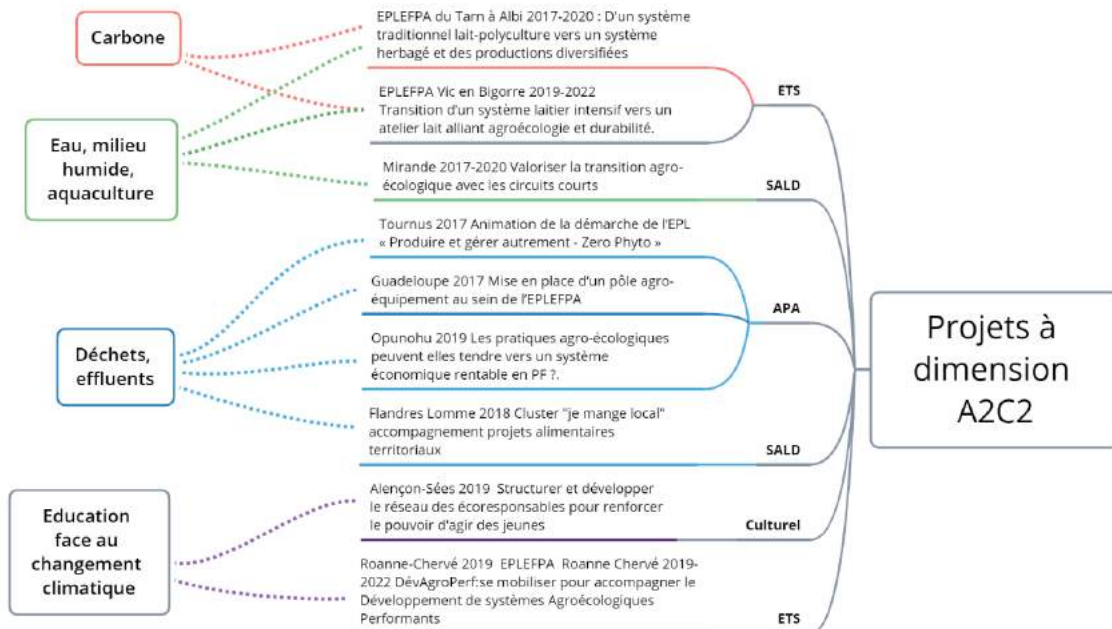 Carbone
EPLEFPA du Tarn à Albi 2017-2020 : D'un système
traditionnel lait-polyculture vers un système
herbagé et des productions diversifiées
ETS
EPLEFPA Vic en Bigorre 2019-2022
Transition d'un système laitier intensif vers un
atelier lait alliant agroécologie et durabilité.
Eau, milieu
humide,
aquaculture
Mirande 2017-2020 Valoriser la transition agro-
écologique avec les circuits courts
SALD
Tournus 2017 Animation de la démarche de l'EPL
« Produire et gérer autrement - Zero Phyto »
Guadeloupe 2017 Mise en place d'un pôle agro-
équipement au sein de l'EPLEFPA
APA
Projets à
dimension
A2C2
Déchets,
effluents
Opunohu 2019 Les pratiques agro-écologiques
peuvent elles tendre vers un système
économique rentable en PF ?.
Flandres Lomme 2018 Cluster "je mange local"
accompagnement projets alimentaires
territoriaux
SALD
Education
face au
changement
climatique
Alençon-Sées 2019 Structurer et développer
le réseau des écoresponsables pour renforcer
le pouvoir d'agir des jeunes
Culturel
Roanne-Chervé 2019 EPLEFPA Roanne Chervé 2019-
2022 DévAgroPerf:se mobiliser pour accompagner le
Développement de systèmes Agroécologiques
Performants
ETS